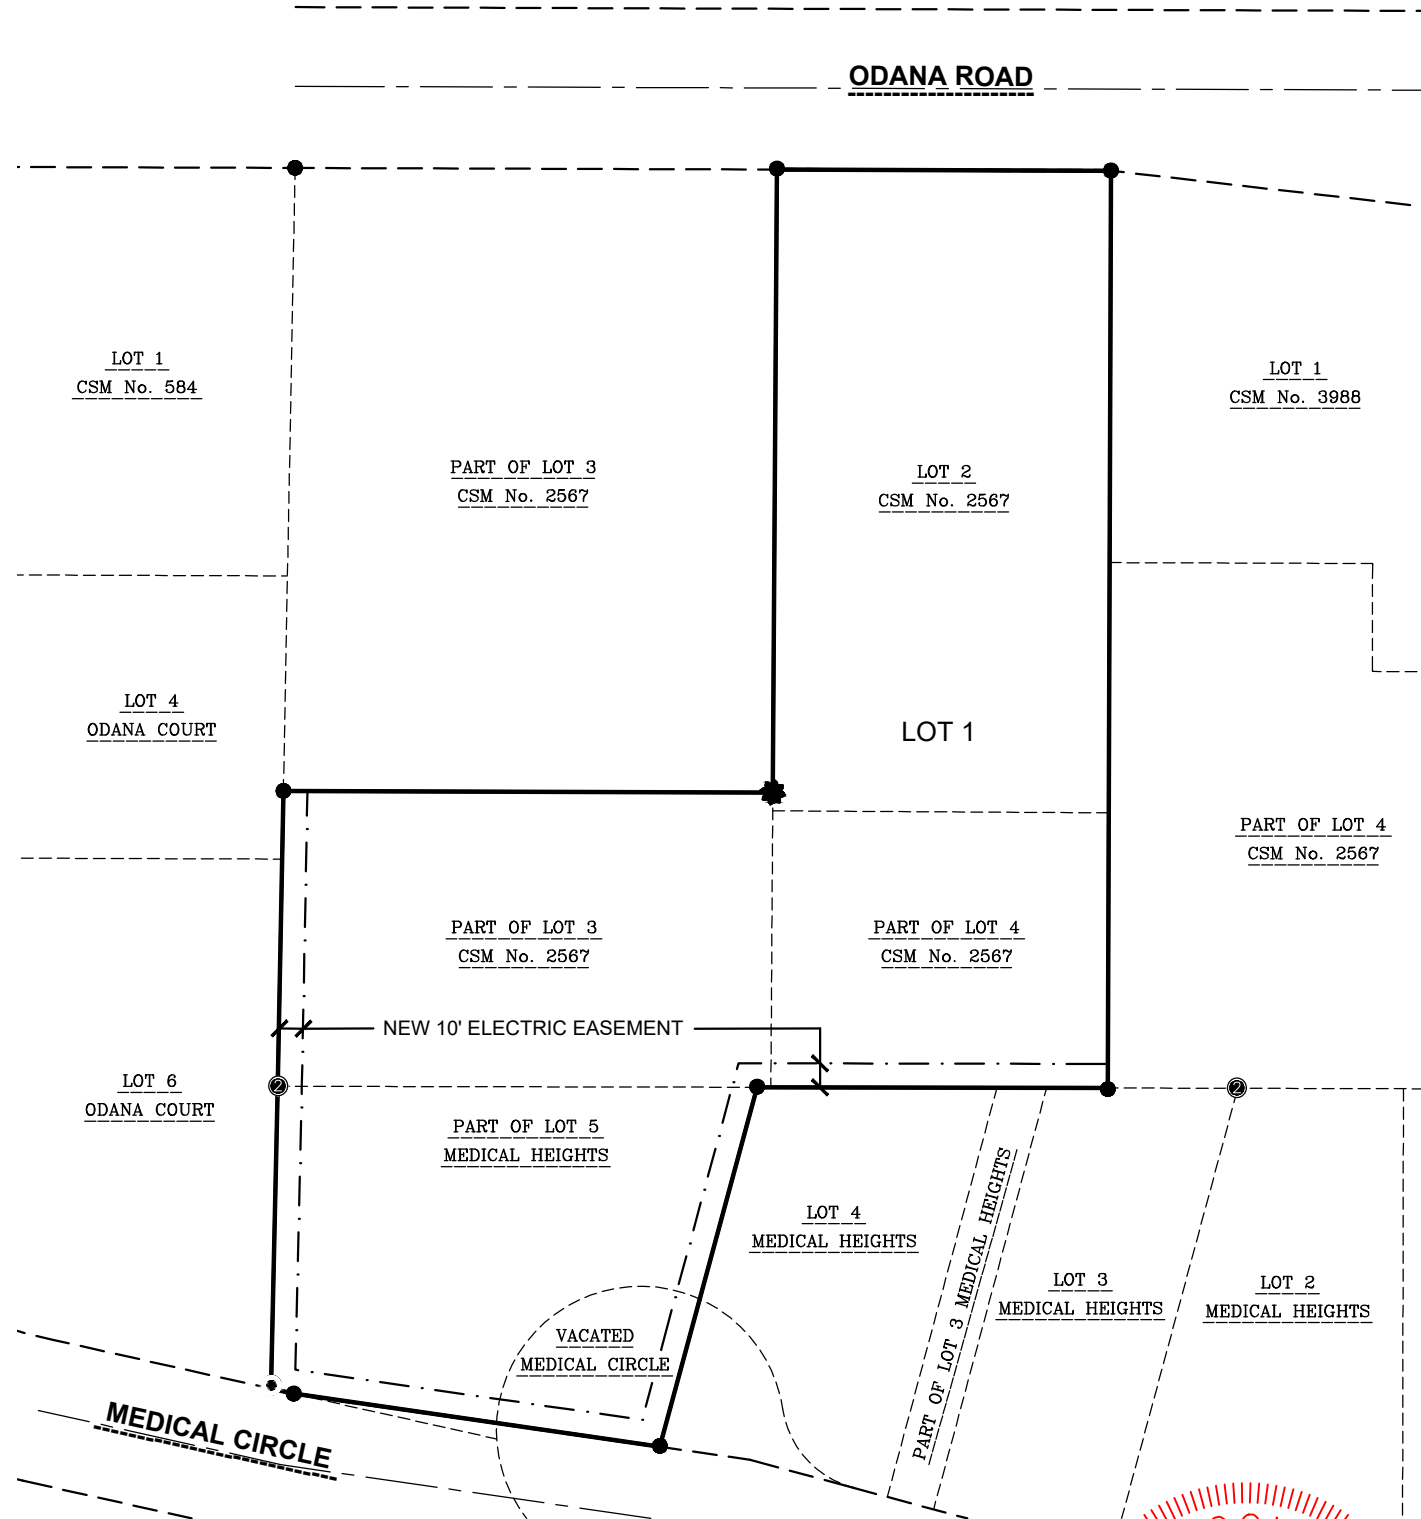 ODANA ROAD
LOT 1
CSM No. 584
LOT 1
CSM No. 3988
PART OF LOT 3
CSM No. 2567
LOT 2
CSM No. 2567
LOT 4
ODANA COURT
LOT 1
PART OF LOT 4
CSM No. 2567
PART OF LOT 3
CSM No. 2567
PART OF LOT 4
CSM No. 2567
NEW 10' ELECTRIC EASEMENT
LOT 6
ODANA COURT
2
2
PART OF LOT 5
MEDICAL HEIGHTS
LOT 4
MEDICAL HEIGHTS
PART OF LOT 3 MEDICAL HEIGHTS
LOT 3
MEDICAL HEIGHTS
LOT 2
MEDICAL HEIGHTS
VACATED
MEDICAL CIRCLE
MEDICAL CIRCLE